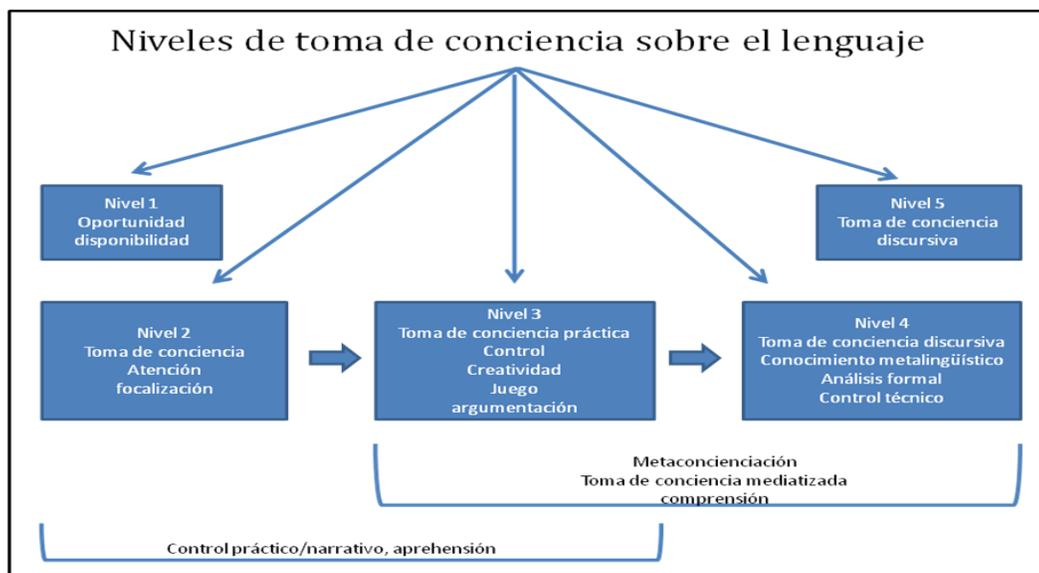 Niveles de toma de conciencia sobre el lenguaje
Nivel 1
Oportunidad
disponibilidad
Nivel 5
Toma de conciencia
discursiva
Nivel 2
Toma de conciencia
Atención
focalización
Nivel 3
Toma de conciencia práctica
Control
Creatividad
Juego
argumentación
Nivel 4
Toma de conciencia discursiva
Conocimiento metalingüístico
Análisis formal
Control técnico
Metaconcienciación
Toma de conciencia mediatizada
comprensión
Control práctico/narrativo, aprehensión